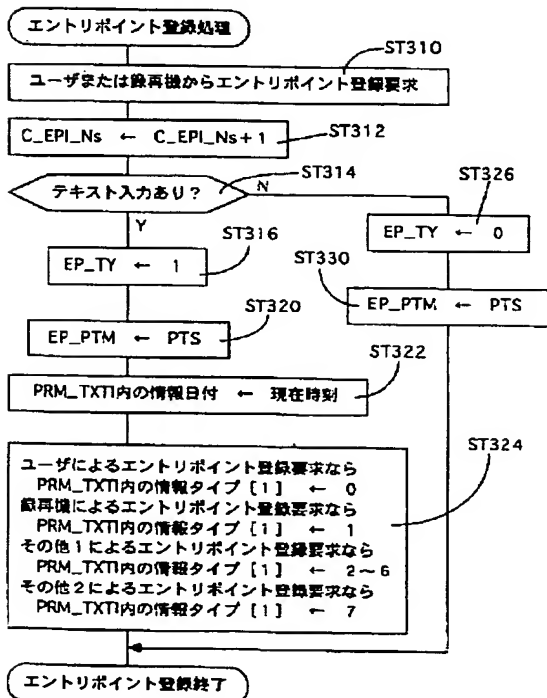 エントリポイント登録処理
ST310
ユーザまたは録再機からエントリポイント登録要求
ST312
C_EPI_Ns ← C_EPI_Ns+1
ST314
テキスト入力あり?
N
Y
ST326
EP_TY ← 0
ST316
EP_TY ← 1
ST330
EP_PTM ← PTS
ST320
EP_PTM ← PTS
ST322
PRM_TXTI内の情報日付 ← 現在時刻
ST324
ユーザによるエントリポイント登録要求なら
PRM_TXTI内の情報タイプ [1] ← 0
録再機によるエントリポイント登録要求なら
PRM_TXTI内の情報タイプ [1] ← 1
その他1によるエントリポイント登録要求なら
PRM_TXTI内の情報タイプ [1] ← 2~6
その他2によるエントリポイント登録要求なら
PRM_TXTI内の情報タイプ [1] ← 7
エントリポイント登録終了